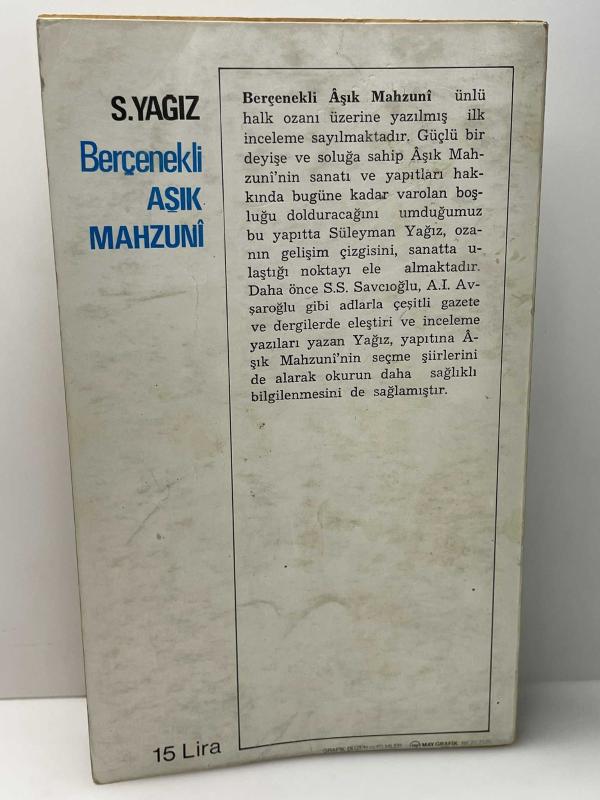 S.YAĞIZ
Berçenekli
AŞIK
MAHZUNÎ
Berçenekli Âşık Mahzunî ünlü
halk ozanı üzerine yazılmış ilk
inceleme sayılmaktadır. Güçlü bir
deyişe ve soluğa sahip Âşık Mah-
zunî'nin sanatı ve yapıtları hak-
kında bugüne kadar varolan boş-
luğu dolduracağını umduğumuz
bu yapıtta Süleyman Yağız, oza-
nın gelişim çizgisini, sanatta u-
laştığı noktayı ele almaktadır.
Daha önce S.S. Savcıoğlu, A.I. Av-
şaroğlu gibi adlarla çeşitli gazete
ve dergilerde eleştiri ve inceleme
yazıları yazan Yağız, yapıtına Â-
şık Mahzunî'nin seçme şiirlerini
de alarak okurun daha sağlıklı
bilgilenmesini de sağlamıştır.
15 Lira
MAY GRAFİK